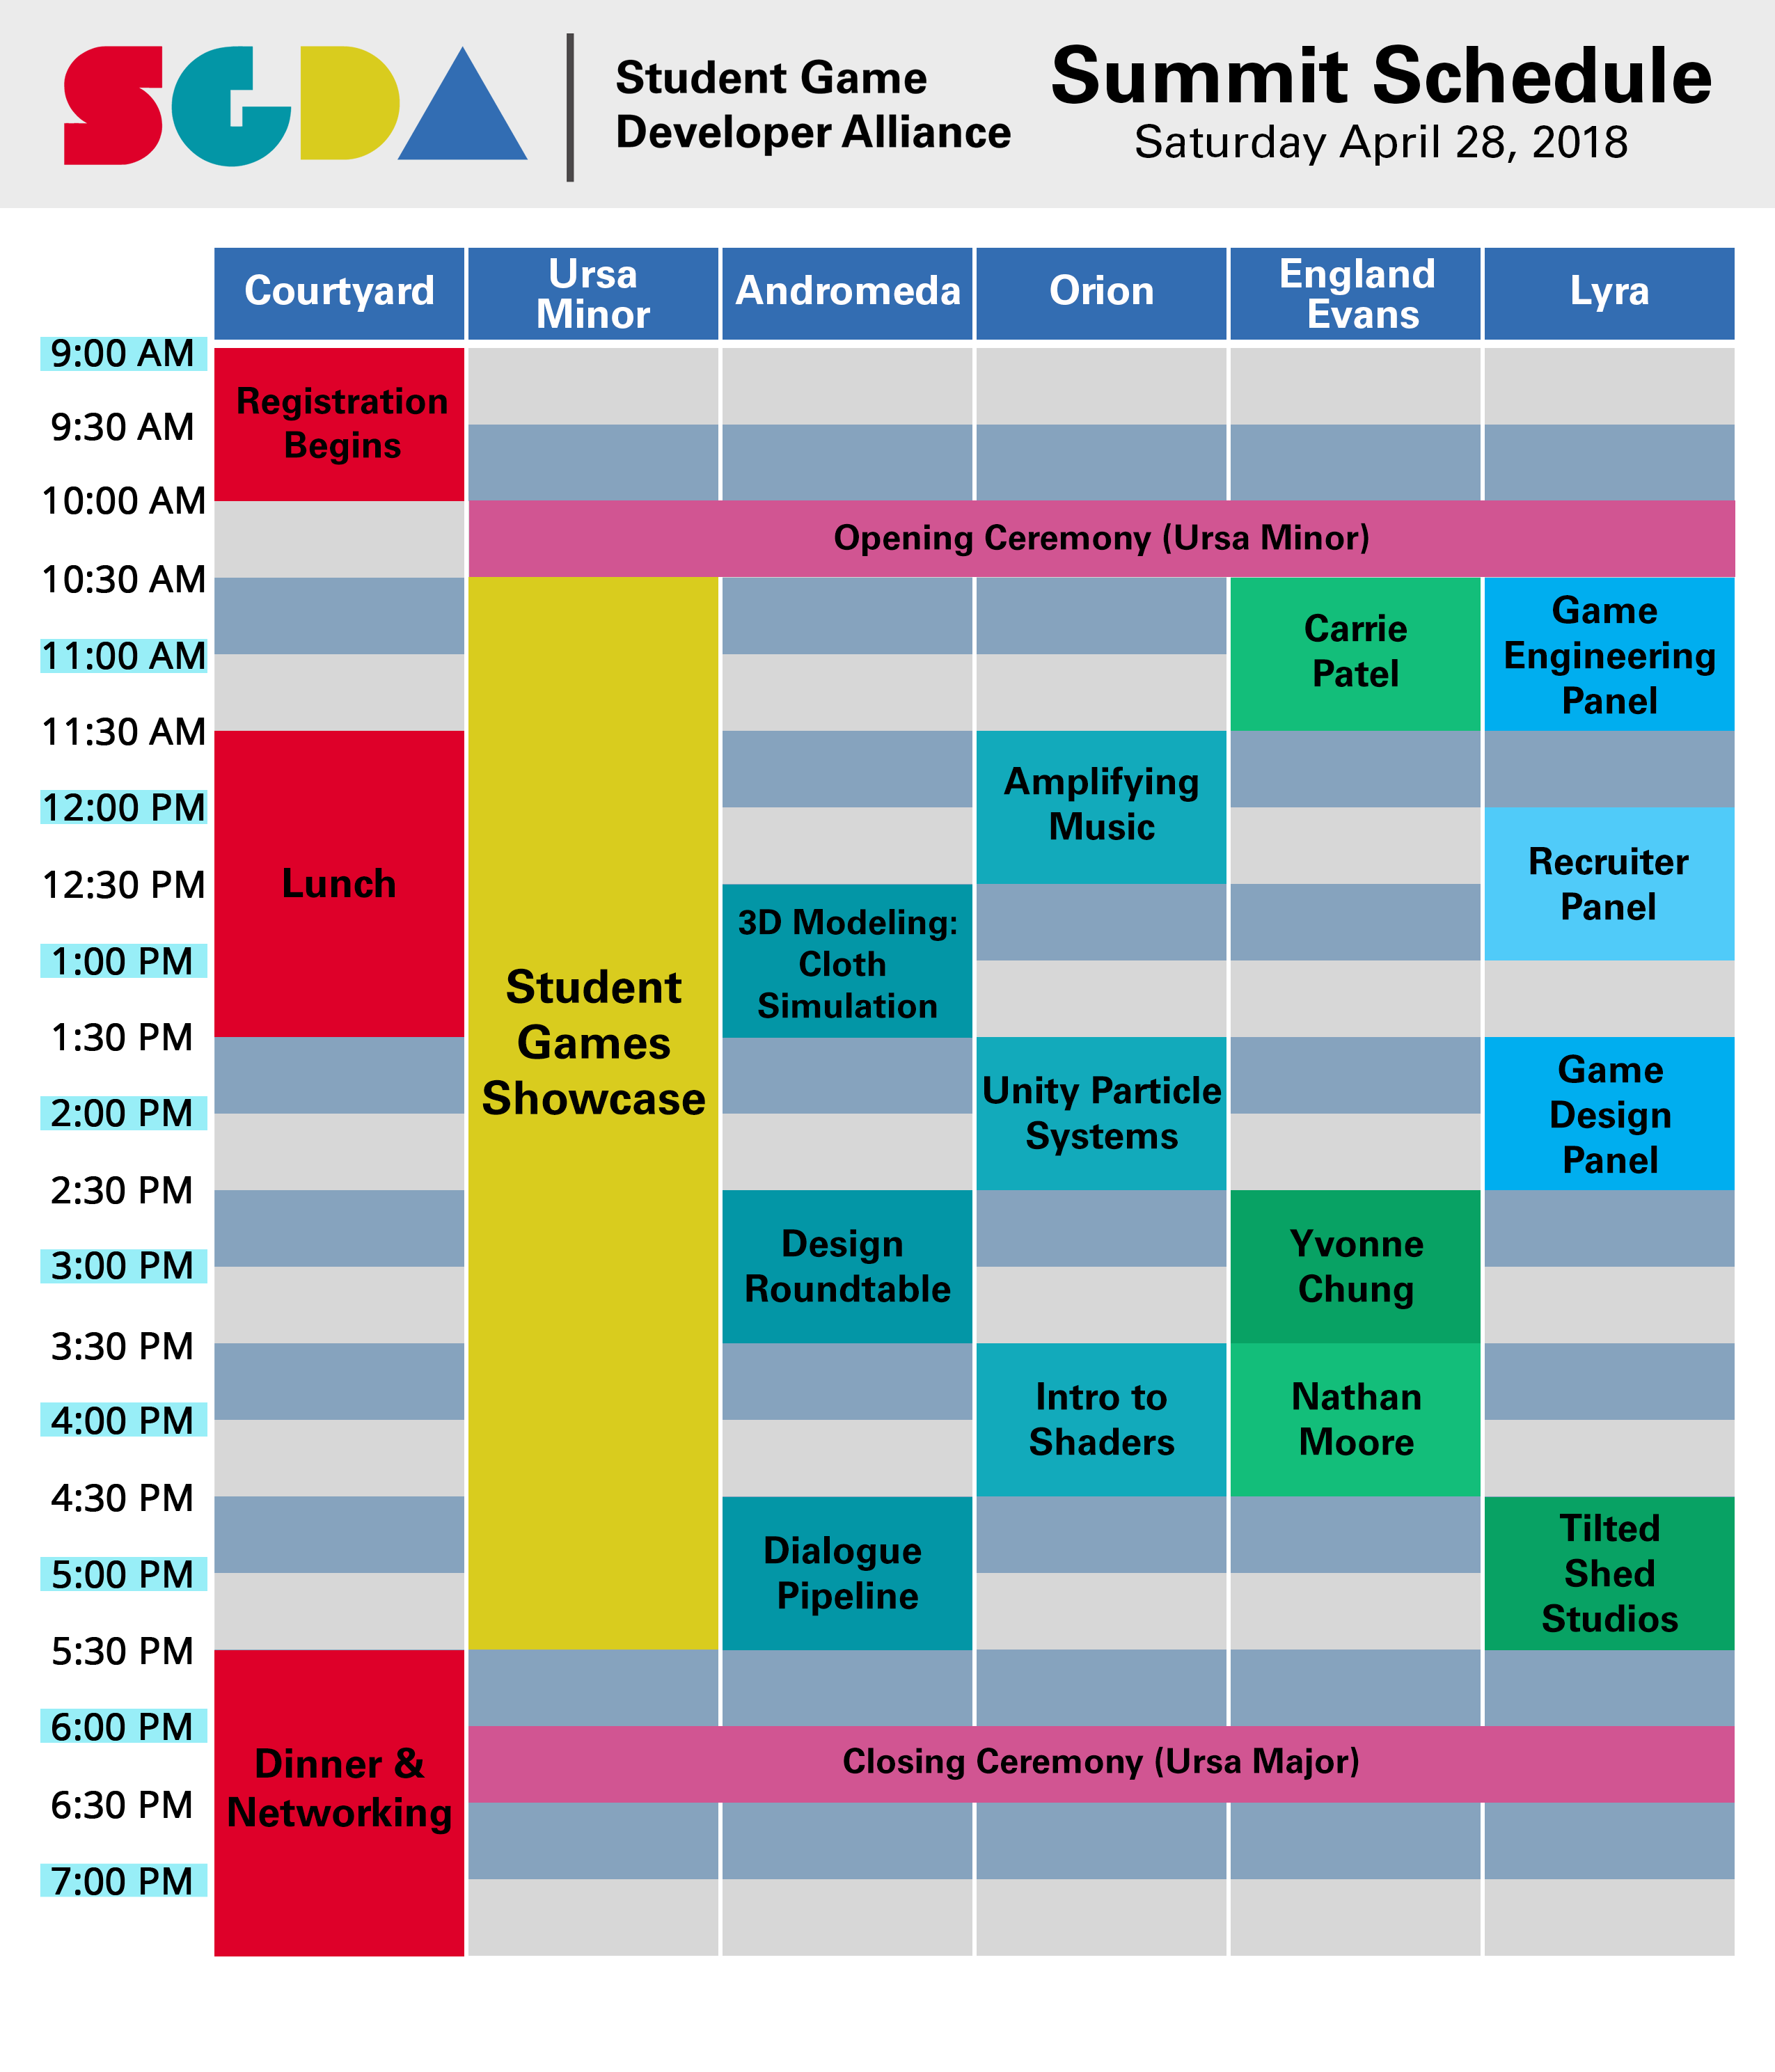 SGDA
Student Game
Developer Alliance
Summit Schedule
Saturday April 28, 2018
Courtyard
Ursa
Minor
Andromeda
Orion
England
Evans
Lyra
9:00 AM
Registration
Begins
9:30 AM
10:00 AM
Opening Ceremony (Ursa Minor)
10:30 AM
Carrie
Patel
Game
Engineering
Panel
11:00 AM
11:30 AM
Amplifying
Music
12:00 PM
Recruiter
Panel
12:30 PM
Lunch
3D Modeling:
Cloth
Simulation
1:00 PM
Student
Games
Showcase
1:30 PM
Unity Particle
Systems
Game
Design
Panel
2:00 PM
2:30 PM
Design
Roundtable
Yvonne
Chung
3:00 PM
3:30 PM
Intro to
Shaders
Nathan
Moore
4:00 PM
4:30 PM
Dialogue
Pipeline
Tilted
Shed
Studios
5:00 PM
5:30 PM
6:00 PM
Dinner &
Networking
Closing Ceremony (Ursa Major)
6:30 PM
7:00 PM